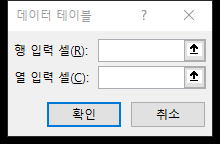 데이터 테이블 ? ×
행 입력 셀(R):
열 입력 셀(C):
확인 취소